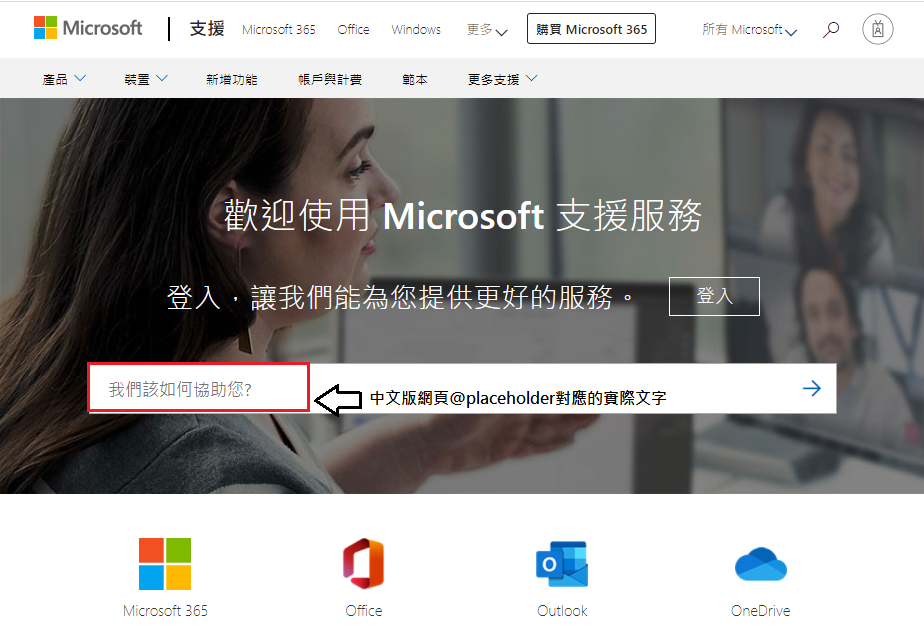 Microsoft 支援 Microsoft 365 Office Windows 更多 購買 Microsoft 365 所有 Microsoft
產品 裝置 新增功能 帳戶與計費 範本 更多支援
歡迎使用 Microsoft 支援服務
登入，讓我們能為您提供更好的服務。 登入
我們該如何協助您? 中文版網頁@placeholder對應的實際文字
Microsoft 365 Office Outlook OneDrive